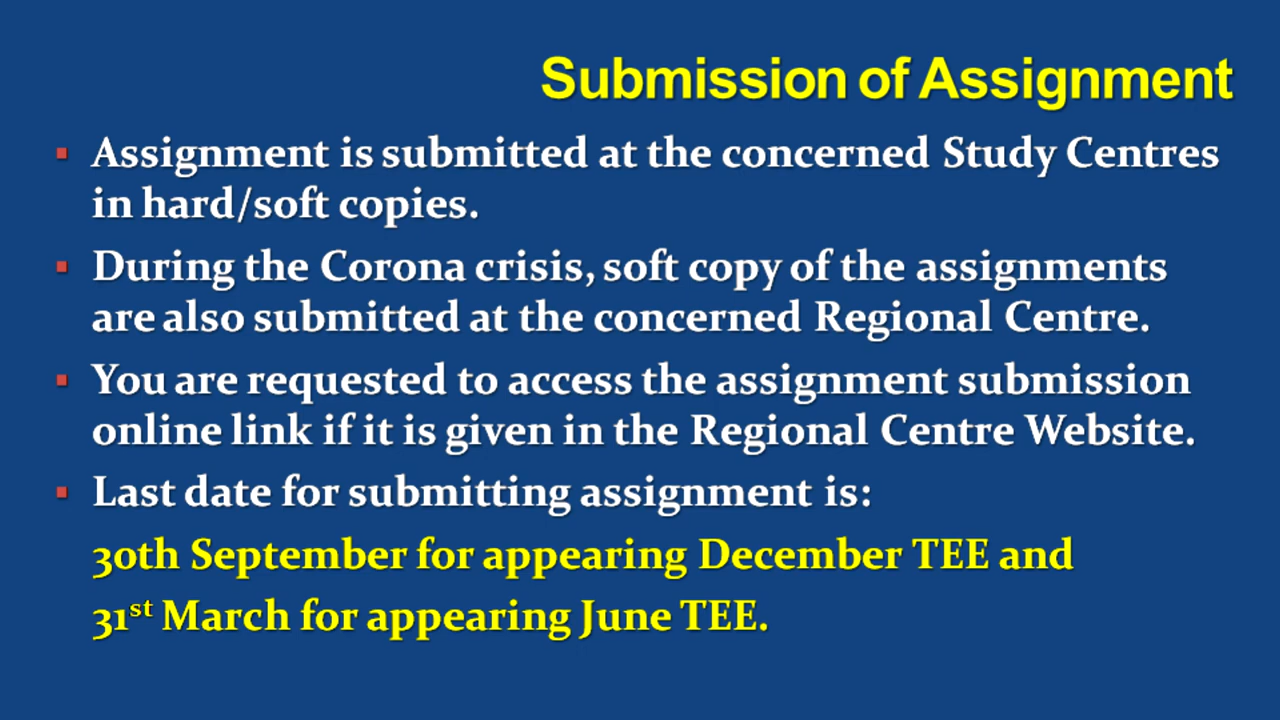 Submission of Assignment
▪ Assignment is submitted at the concerned Study Centres
in hard/soft copies.
▪ During the Corona crisis, soft copy of the assignments
are also submitted at the concerned Regional Centre.
▪ You are requested to access the assignment submission
online link if it is given in the Regional Centre Website.
▪ Last date for submitting assignment is:
30th September for appearing December TEE and
31st March for appearing June TEE.